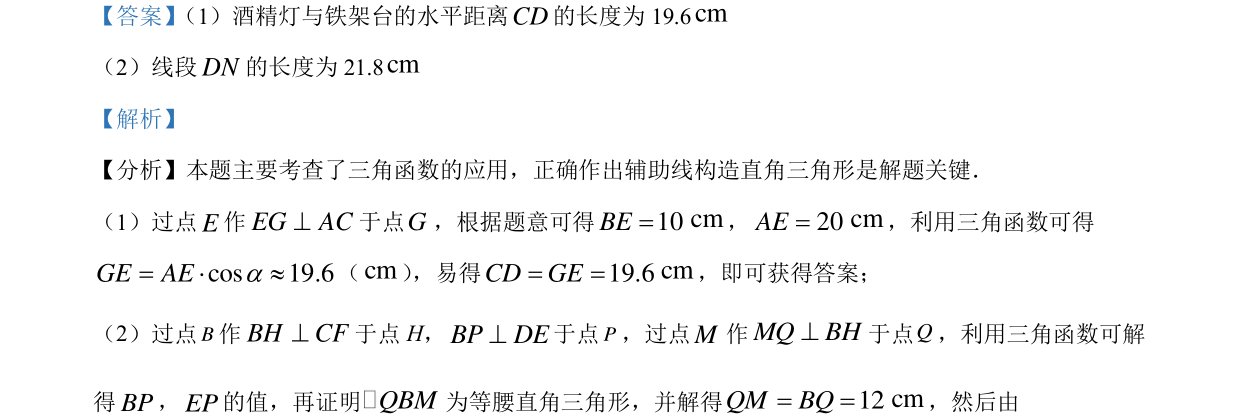 【答案】（1）酒精灯与铁架台的水平距离CD的长度为19.6cm
（2）线段DN的长度为21.8cm
【解析】
【分析】本题主要考查了三角函数的应用，正确作出辅助线构造直角三角形是解题关键．
（1）过点E作EG⊥AC于点G，根据题意可得BE=10 cm，AE=20 cm，利用三角函数可得
GE=AE·cosα≈19.6（cm），易得CD=GE=19.6 cm，即可获得答案；
（2）过点B作BH⊥CF于点H，BP⊥DE于点P，过点M作MQ⊥BH于点Q，利用三角函数可解
得BP，EP的值，再证明□QBM为等腰直角三角形，并解得QM=BQ=12 cm，然后由